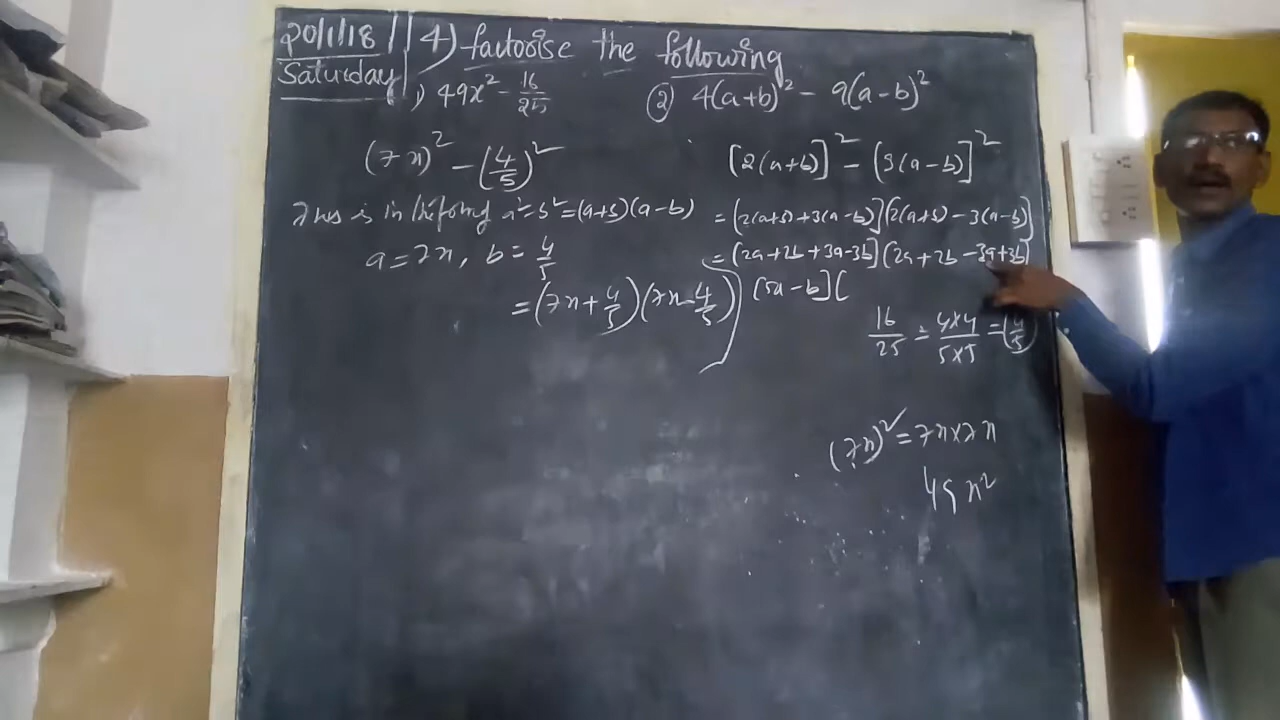 20/1/18
Saturday
4) factorise the following
1) 49x² - 16/25
(7x)² - (4/5)²
This is in the form of a²-b² = (a+b)(a-b)
a = 7x, b = 4/5
= (7x + 4/5)(7x - 4/5)
② 4(a+b)² - 9(a-b)²
[2(a+b)]² - [3(a-b)]²
= [2(a+b) + 3(a-b)][2(a+b) - 3(a-b)]
= [2a+2b+3a-3b][2a+2b-3a+3b]
[5a-b][
16/25 = 4×4/5×5 = (4/5)
(7x)² = 7x×7x
49x²